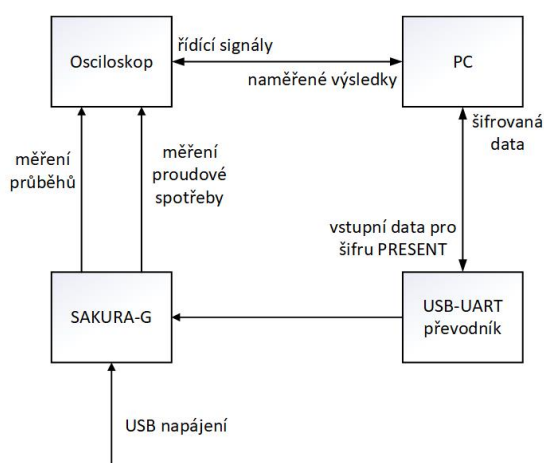 Osciloskop
řídící signály
naměřené výsledky
PC
měření
průběhů
měření
proudové
spotřeby
šifrovaná
data
vstupní data pro
šifru PRESENT
SAKURA-G
USB-UART
převodník
USB napájení